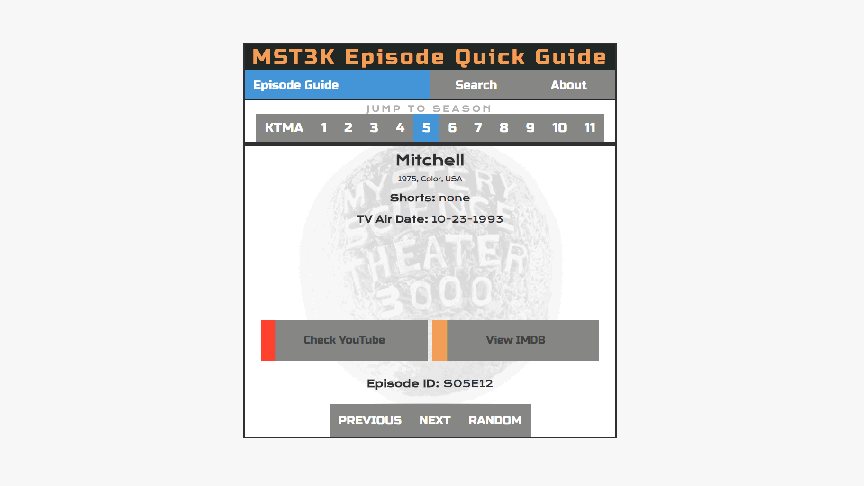 MST3K Episode Quick Guide
Episode Guide Search About
JUMP TO SEASON
KTMA 1 2 3 4 5 6 7 8 9 10 11
Mitchell
1975, Color, USA
Shorts: none
TV Air Date: 10-23-1993
MYSTERY
SCIENCE
THEATER
3000
Check YouTube View IMDB
Episode ID: S05E12
PREVIOUS NEXT RANDOM